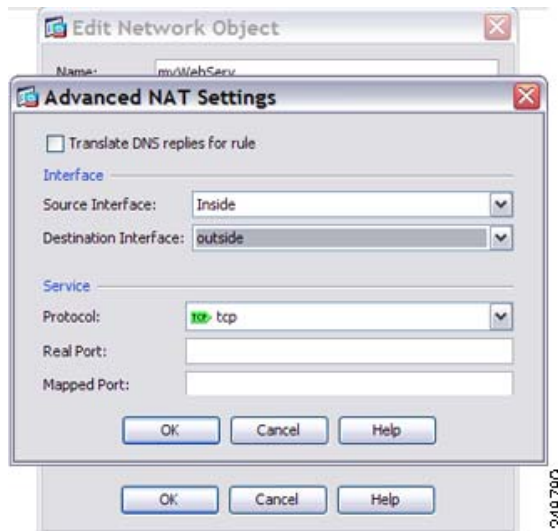 Edit Network Object
Name: myWebServ
Advanced NAT Settings
Translate DNS replies for rule
Interface
Source Interface: Inside
Destination Interface: outside
Service
Protocol: TCP tcp
Real Port:
Mapped Port:
OK Cancel Help
OK Cancel Help